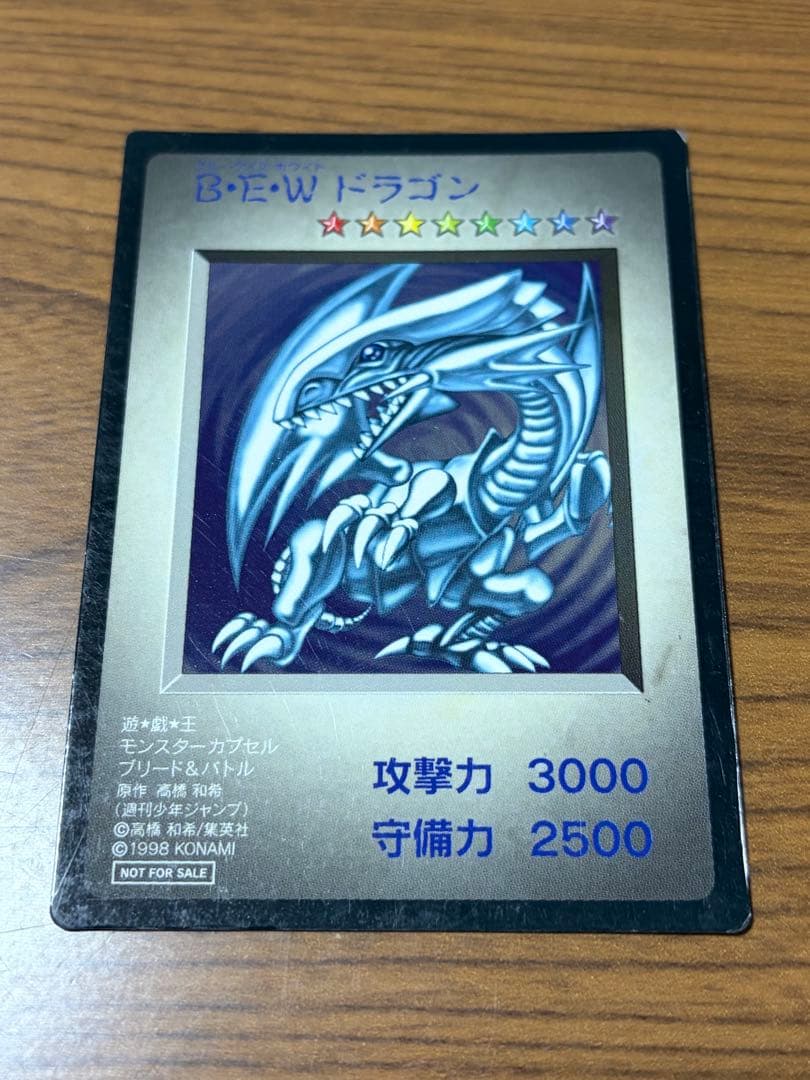 B・E・W ドラゴン
遊★戯★王
モンスターカプセル
ブリード&バトル
原作 高橋 和希
(週刊少年ジャンプ)
©高橋 和希/集英社
©1998 KONAMI
NOT FOR SALE
攻撃力 3000
守備力 2500